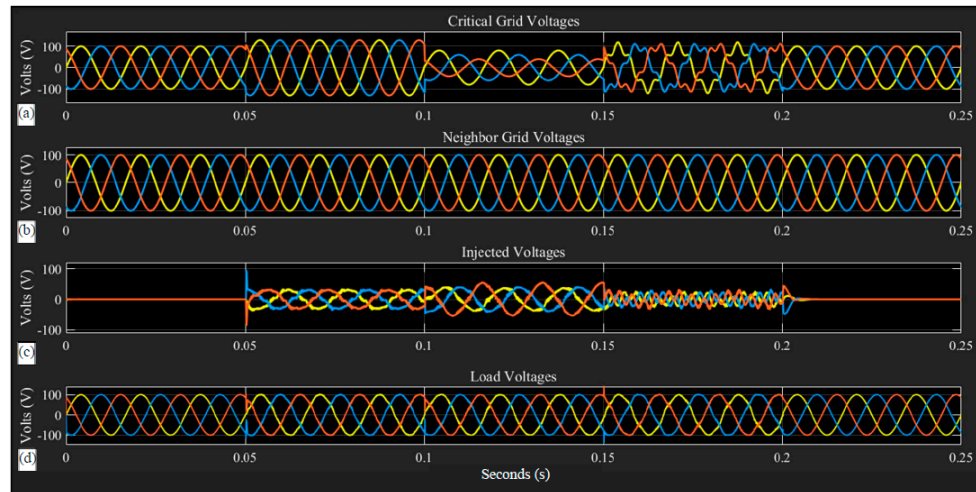 Critical Grid Voltages
Volts (V)
100
0
-100
(a)
0 0.05 0.1 0.15 0.2 0.25
Neighbor Grid Voltages
Volts (V)
100
0
-100
(b)
0 0.05 0.1 0.15 0.2 0.25
Injected Voltages
Volts (V)
100
0
-100
(c)
0 0.05 0.1 0.15 0.2 0.25
Load Voltages
Volts (V)
100
0
-100
(d)
0 0.05 0.1 0.15 0.2 0.25
Seconds (s)